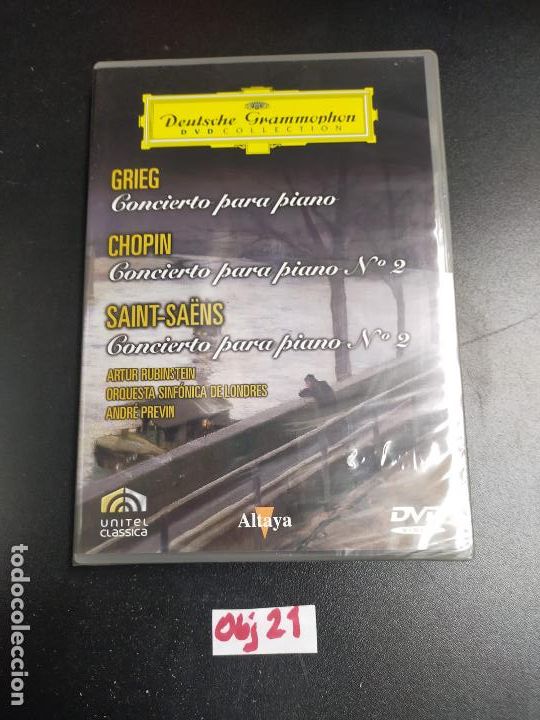 Deutsche Grammophon
DVD COLLECTION
GRIEG
Concierto para piano
CHOPIN
Concierto para piano Nº 2
SAINT-SAËNS
Concierto para piano Nº 2
ARTUR RUBINSTEIN
ORQUESTA SINFÓNICA DE LONDRES
ANDRÉ PREVIN
UNITEL
CLASSICA
Altaya
DVD
Obj 21
todocoleccion